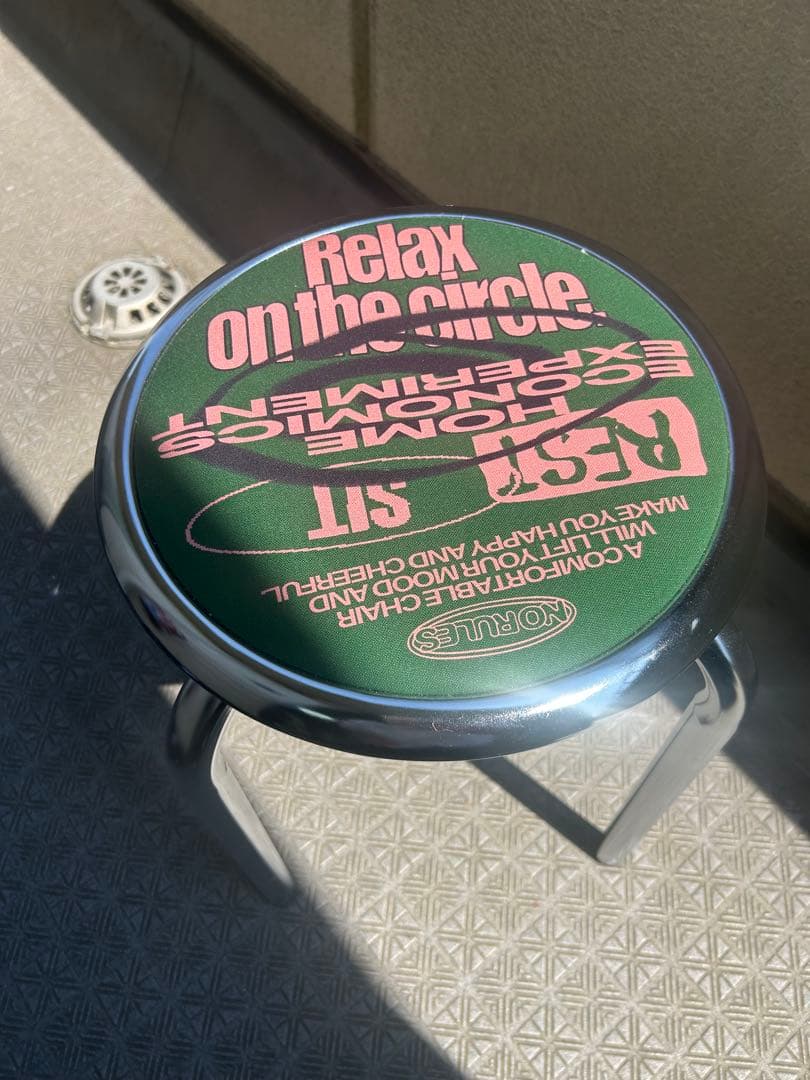 Relax
on the circle.
NORULES
A COMFORTABLE CHAIR
WILL LIFT YOUR MOOD AND
MAKE YOU HAPPY AND CHEERFUL
SIT
REST
HOME
ECONOMICS
EXPERIMENT